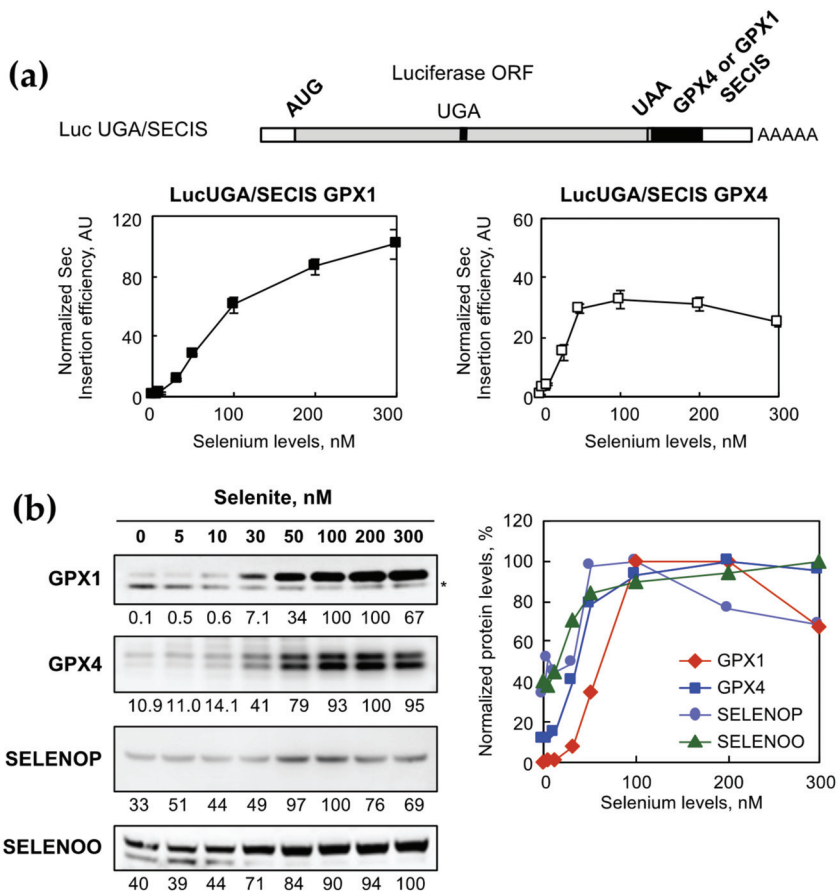 (a)
Luciferase ORF
AUG
UGA
UAA
GPX4 or GPX1
SECIS
Luc UGA/SECIS
AAAAA
LucUGA/SECIS GPX1
Normalized Sec
Insertion efficiency, AU
120
80
40
0
0 100 200 300
Selenium levels, nM
LucUGA/SECIS GPX4
Normalized Sec
Insertion efficiency, AU
60
40
20
0
0 100 200 300
Selenium levels, nM
(b)
Selenite, nM
0 5 10 30 50 100 200 300
GPX1
*
0.1 0.5 0.6 7.1 34 100 100 67
GPX4
10.9 11.0 14.1 41 79 93 100 95
SELENOP
33 51 44 49 97 100 76 69
SELENOO
40 39 44 71 84 90 94 100
Normalized protein levels, %
120
100
80
60
40
20
0
GPX1
GPX4
SELENOP
SELENOO
0 100 200 300
Selenium levels, nM